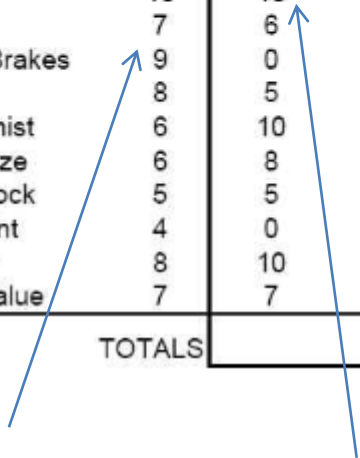 7 6
Brakes 9 0
8 5
nist 6 10
ze 6 8
ock 5 5
nt 4 0
8 10
alue 7 7
TOTALS